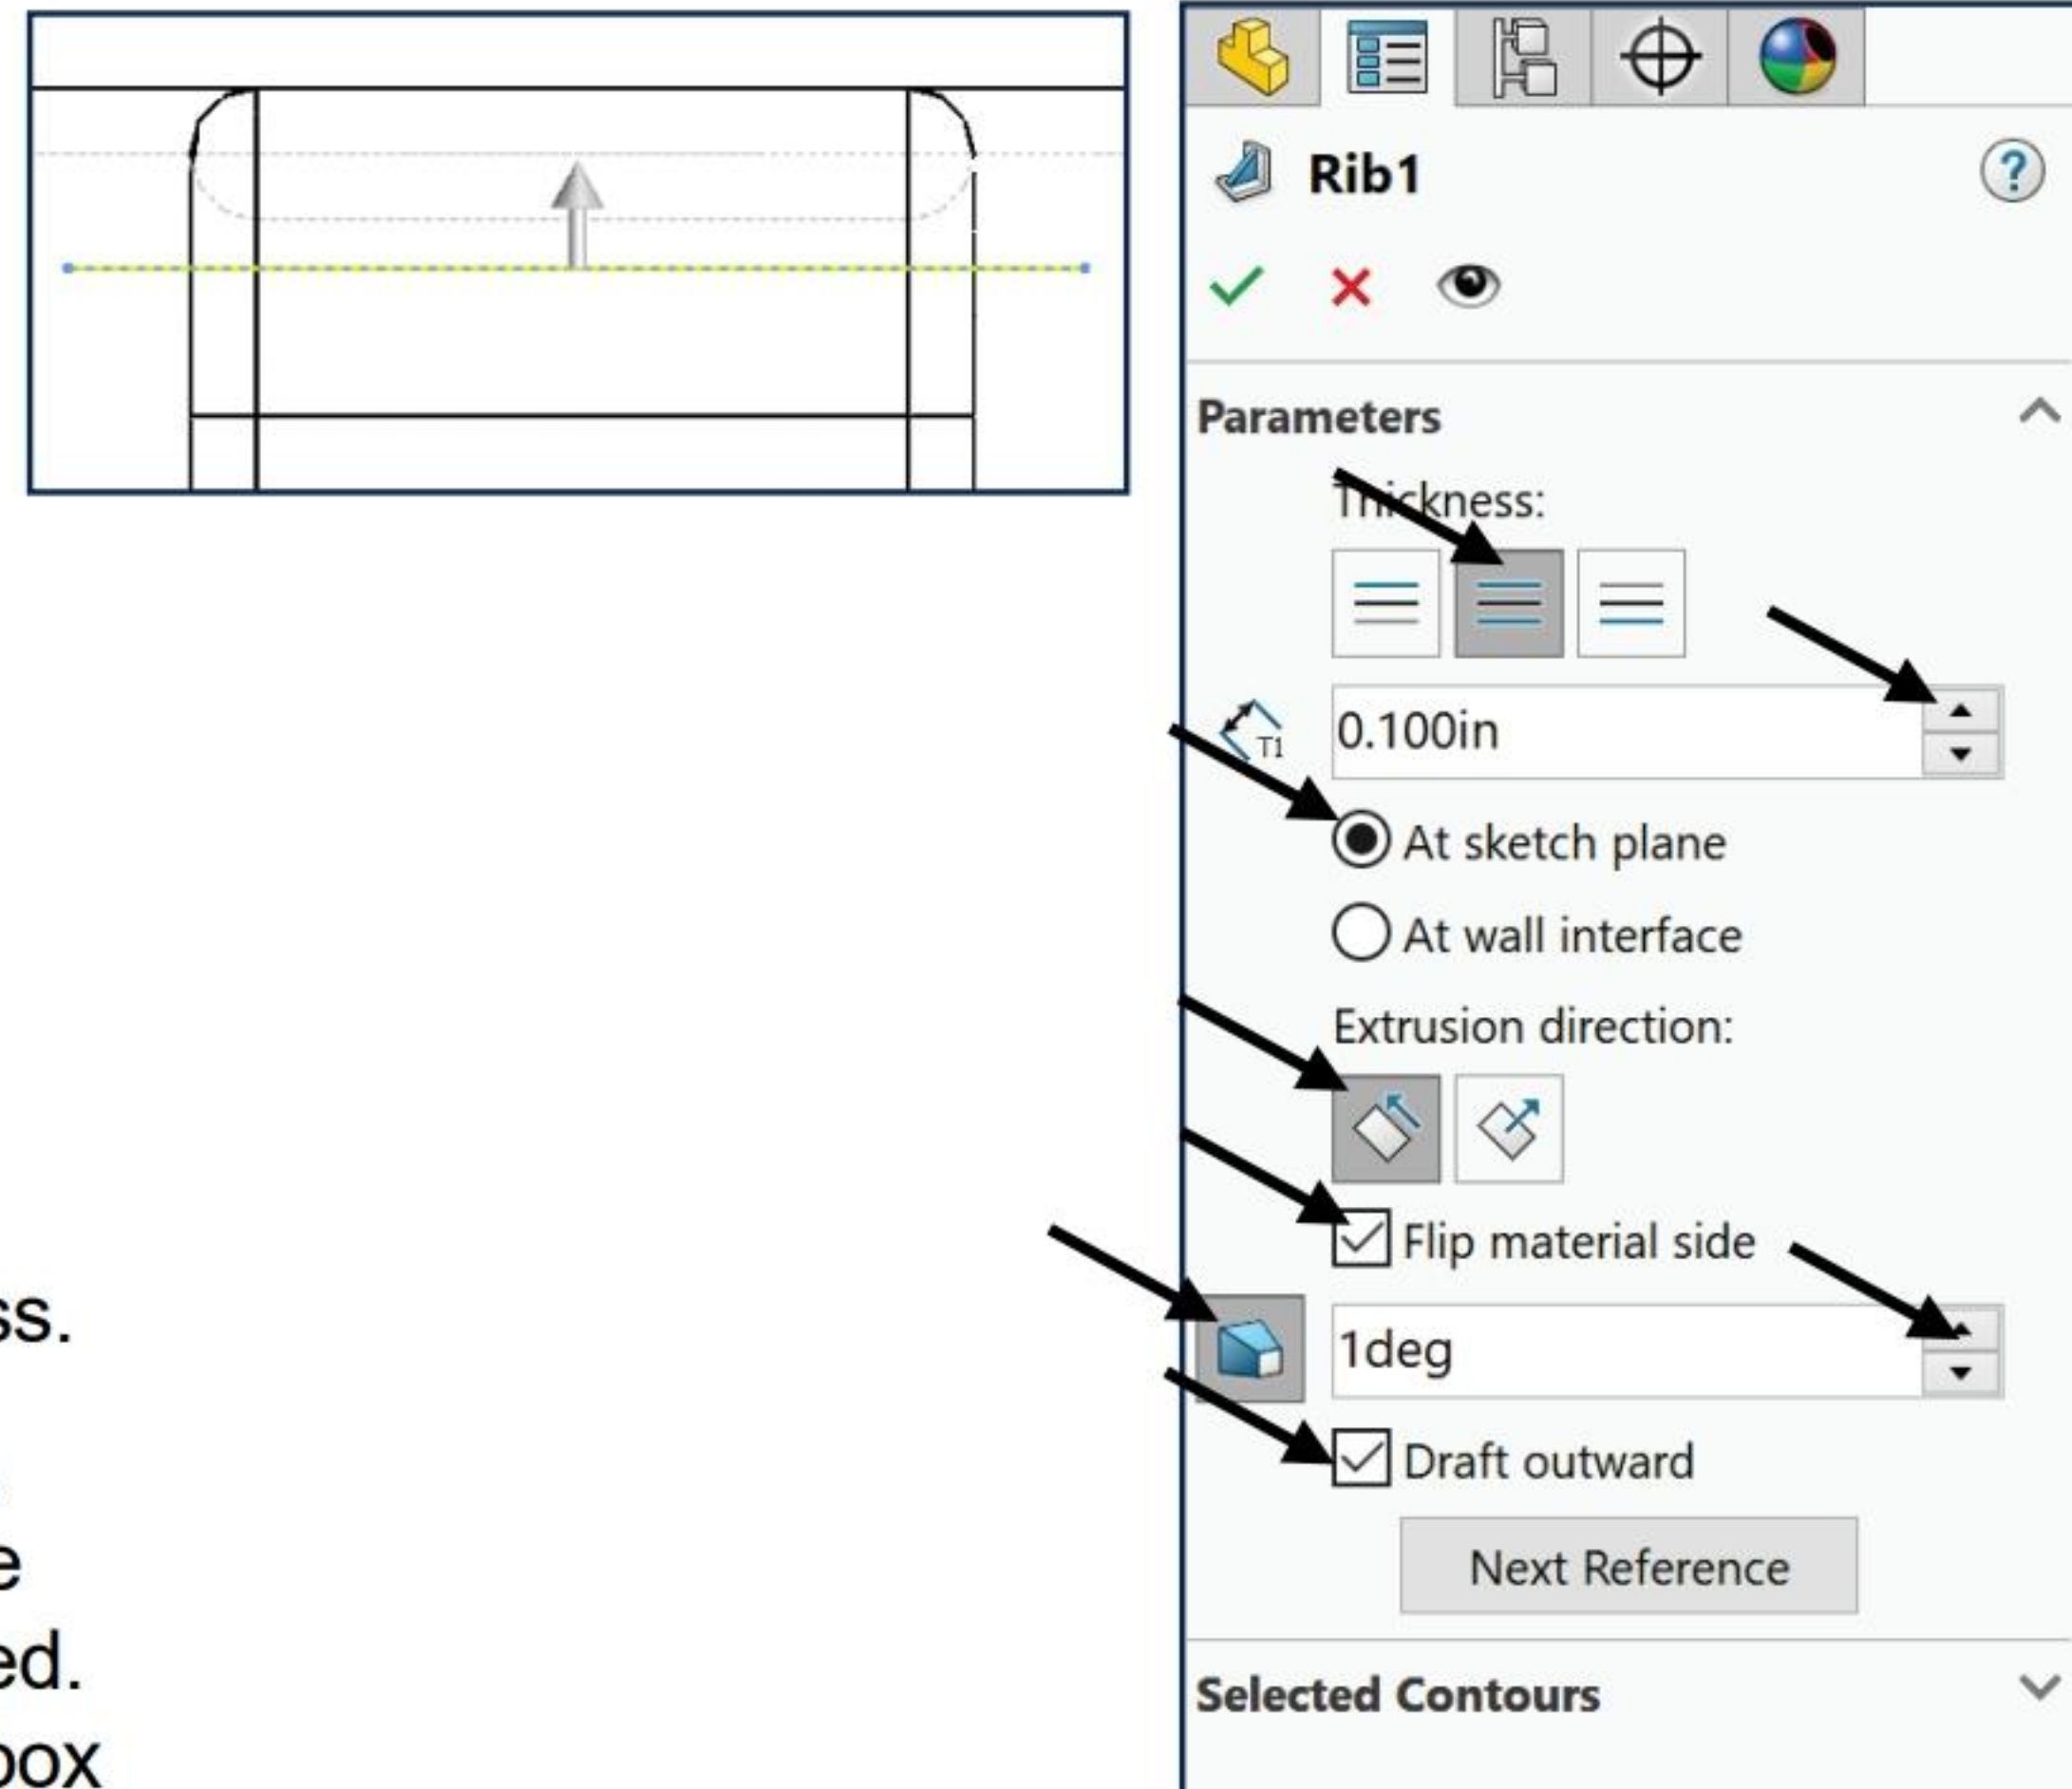 Rib1
?
Parameters
Thickness:
T1
0.100in
At sketch plane
At wall interface
Extrusion direction:
Flip material side
1deg
Draft outward
Next Reference
Selected Contours
ss.
e
ed.
box